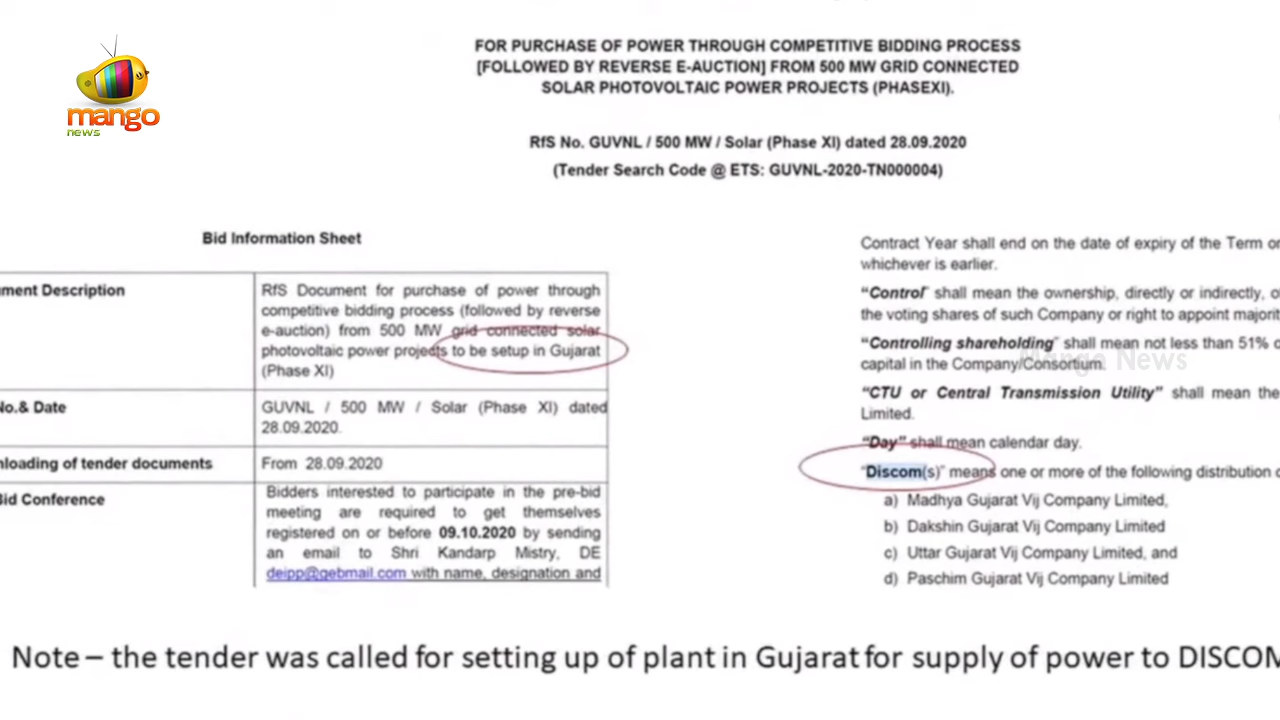 mango
news
FOR PURCHASE OF POWER THROUGH COMPETITIVE BIDDING PROCESS
[FOLLOWED BY REVERSE E-AUCTION] FROM 500 MW GRID CONNECTED
SOLAR PHOTOVOLTAIC POWER PROJECTS (PHASEXI).
RfS No. GUVNL / 500 MW / Solar (Phase XI) dated 28.09.2020
(Tender Search Code @ ETS: GUVNL-2020-TN000004)
Bid Information Sheet
ument Description
RfS Document for purchase of power through
competitive bidding process (followed by reverse
e-auction) from 500 MW grid connected solar
photovoltaic power projects to be setup in Gujarat
(Phase XI)
No.& Date
GUVNL / 500 MW / Solar (Phase XI) dated
28.09.2020.
nloading of tender documents
From 28.09.2020
Bid Conference
Bidders interested to participate in the pre-bid
meeting are required to get themselves
registered on or before 09.10.2020 by sending
an email to Shri Kandarp Mistry, DE
deipp@gebmail.com with name, designation and
Contract Year shall end on the date of expiry of the Term or
whichever is earlier.
“Control” shall mean the ownership, directly or indirectly, o
the voting shares of such Company or right to appoint majorit
“Controlling shareholding” shall mean not less than 51% o
capital in the Company/Consortium.
Mango News
“CTU or Central Transmission Utility” shall mean the
Limited.
“Day” shall mean calendar day.
“Discom(s)” means one or more of the following distribution c
a) Madhya Gujarat Vij Company Limited,
b) Dakshin Gujarat Vij Company Limited
c) Uttar Gujarat Vij Company Limited, and
d) Paschim Gujarat Vij Company Limited
Note – the tender was called for setting up of plant in Gujarat for supply of power to DISCOM